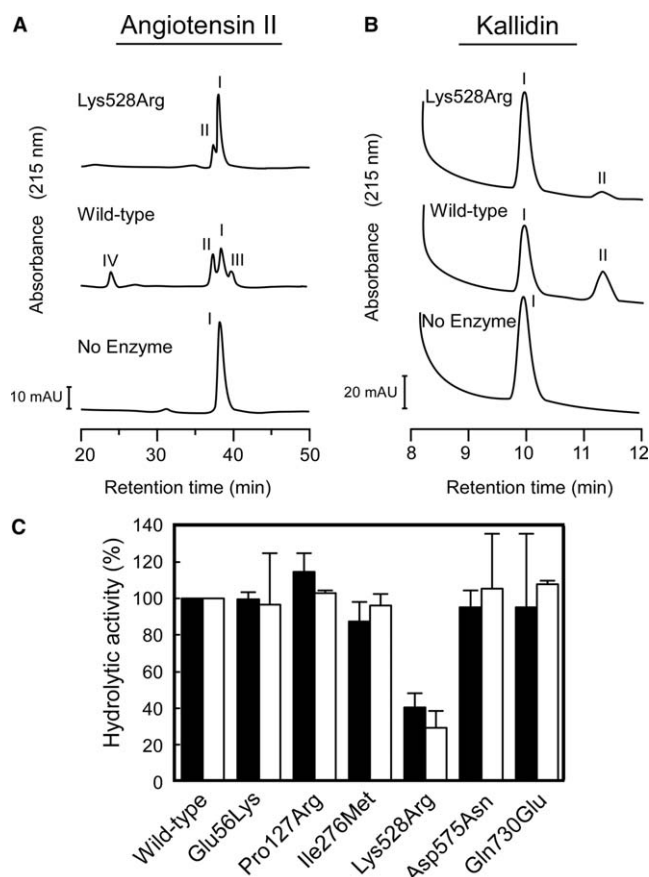 A
Angiotensin II
Lys528Arg
I
II
Wild-type
I
II
III
IV
No Enzyme
I
Absorbance (215 nm)
10 mAU
20 30 40 50
Retention time (min)
B
Kallidin
Lys528Arg
I
II
Wild-type
I
II
No Enzyme
I
Absorbance (215 nm)
20 mAU
8 9 10 11 12
Retention time (min)
C
Hydrolytic activity (%)
140
120
100
80
60
40
20
0
Wild-type
Glu56Lys
Pro127Arg
Ile276Met
Lys528Arg
Asp575Asn
Gln730Glu